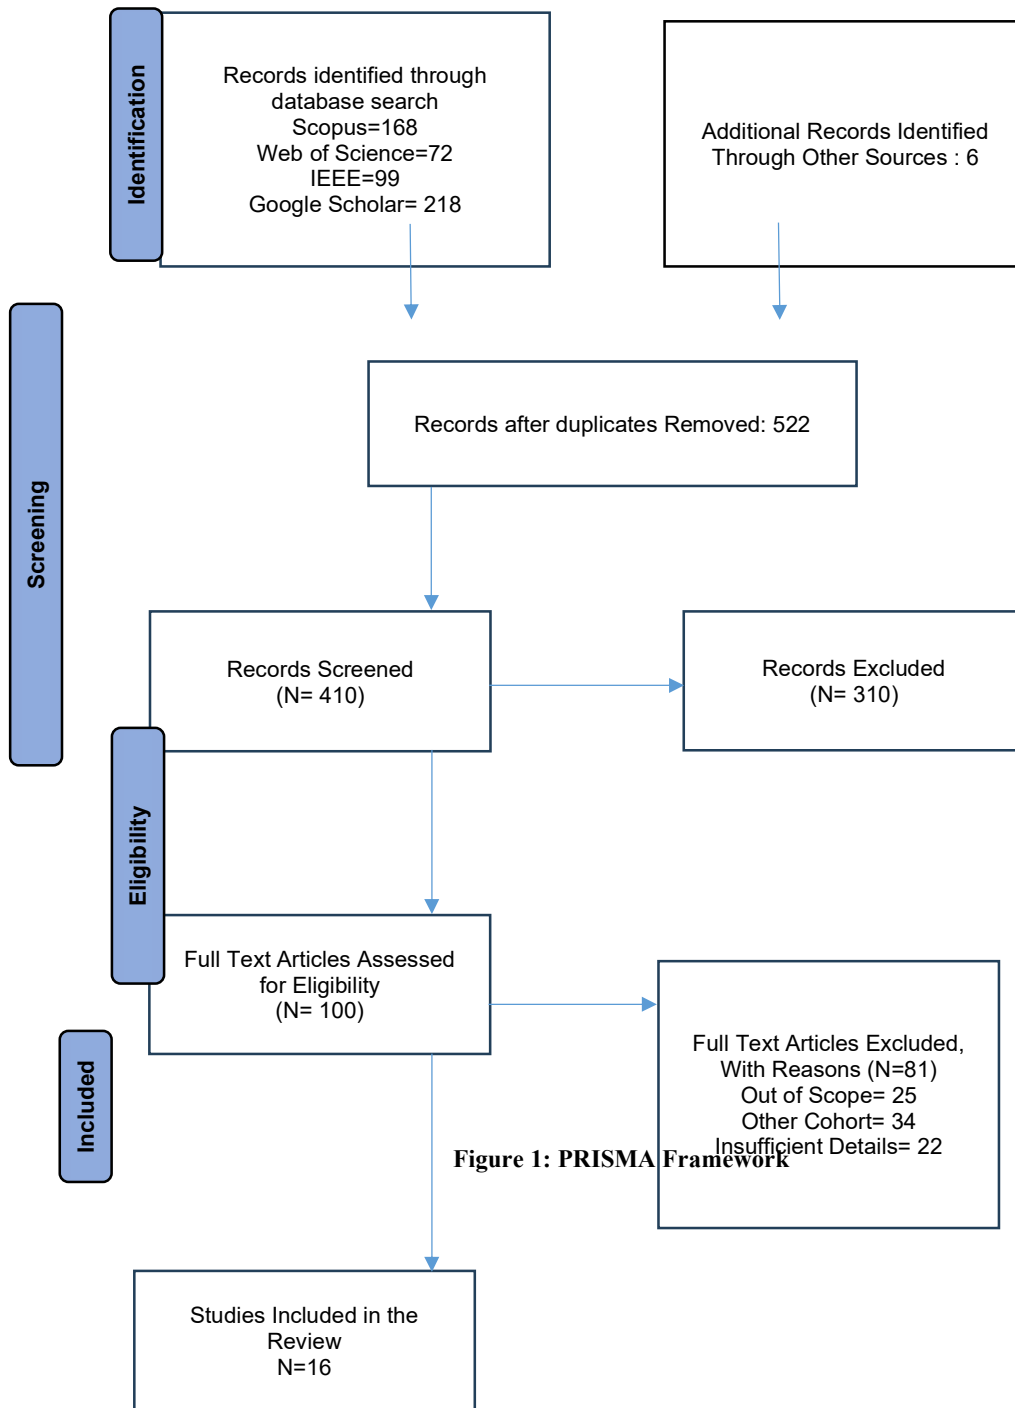 Identification
Records identified through
database search
Scopus=168
Web of Science=72
IEEE=99
Google Scholar= 218
Additional Records Identified
Through Other Sources : 6
Screening
Records after duplicates Removed: 522
Records Screened
(N= 410)
Records Excluded
(N= 310)
Eligibility
Full Text Articles Assessed
for Eligibility
(N= 100)
Full Text Articles Excluded,
With Reasons (N=81)
Out of Scope= 25
Other Cohort= 34
Insufficient Details= 22
Included
Figure 1: PRISMA Framework
Studies Included in the
Review
N=16